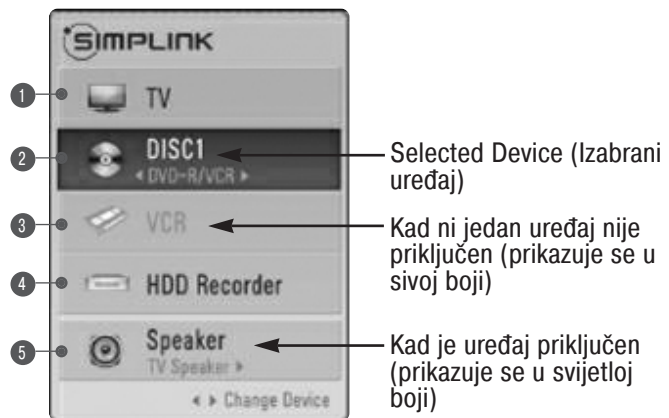 SIMPLINK
1 TV
2 DISC1
◄ DVD-R/VCR ►
3 VCR
4 HDD Recorder
5 Speaker
TV Speaker ►
◄ ► Change Device
Selected Device (Izabrani
uređaj)
Kad ni jedan uređaj nije
priključen (prikazuje se u
sivoj boji)
Kad je uređaj priključen
(prikazuje se u svijetloj
boji)